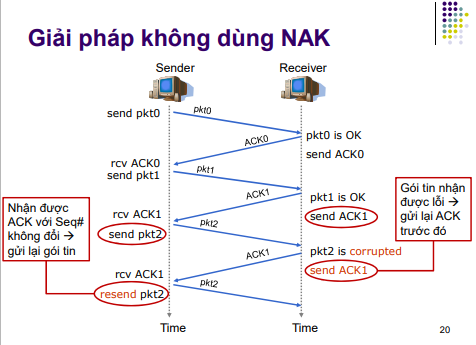 Giải pháp không dùng NAK
Sender
Receiver
send pkt0
pkt0
pkt0 is OK
ACK0
send ACK0
rcv ACK0
send pkt1
pkt1
pkt1 is OK
ACK1
send ACK1
rcv ACK1
send pkt2
pkt2
pkt2 is corrupted
ACK1
send ACK1
rcv ACK1
resend pkt2
pkt2
Nhận được
ACK với Seq#
không đổi →
gửi lại gói tin
Gói tin nhận
được lỗi →
gửi lại ACK
trước đó
Time
Time
20